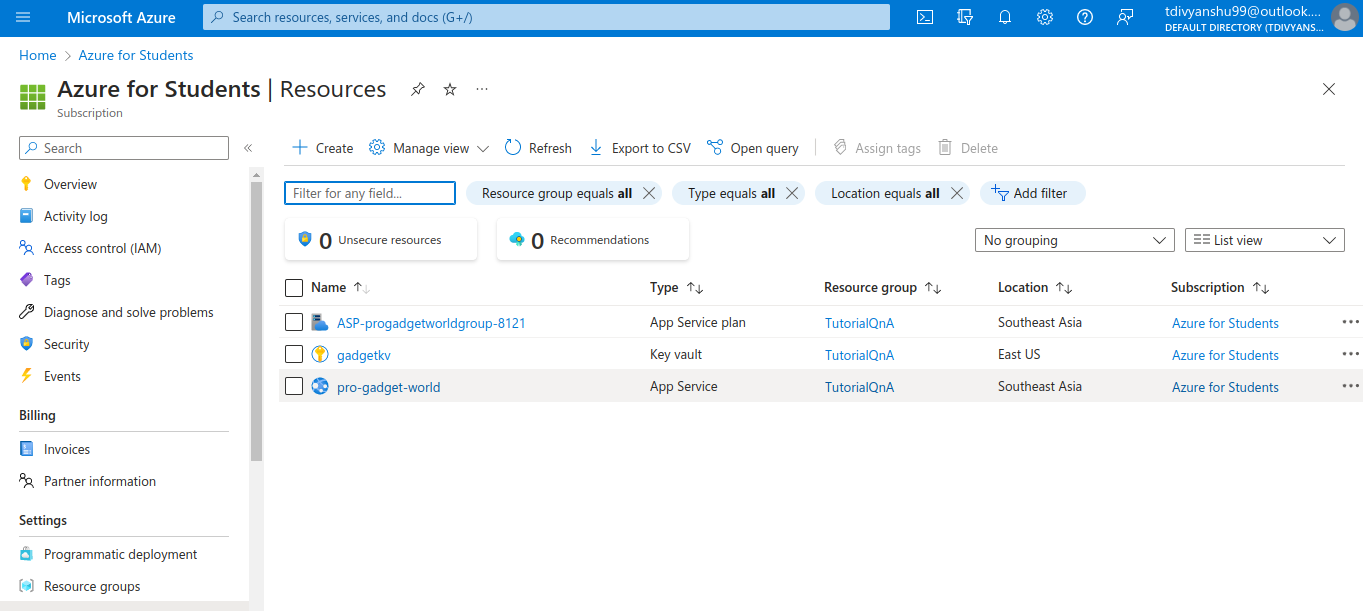 Microsoft Azure
Search resources, services, and docs (G+/)
tdivyanshu99@outlook....
DEFAULT DIRECTORY (TDIVYANS...
Home > Azure for Students
Azure for Students | Resources
Subscription
Search
Overview
Activity log
Access control (IAM)
Tags
Diagnose and solve problems
Security
Events
Billing
Invoices
Partner information
Settings
Programmatic deployment
Resource groups
Create Manage view Refresh Export to CSV Open query Assign tags Delete
Filter for any field... Resource group equals all Type equals all Location equals all Add filter
0 Unsecure resources 0 Recommendations
No grouping List view
Name Type Resource group Location Subscription
ASP-progadgetworldgroup-8121 App Service plan TutorialQnA Southeast Asia Azure for Students
gadgetkv Key vault TutorialQnA East US Azure for Students
pro-gadget-world App Service TutorialQnA Southeast Asia Azure for Students